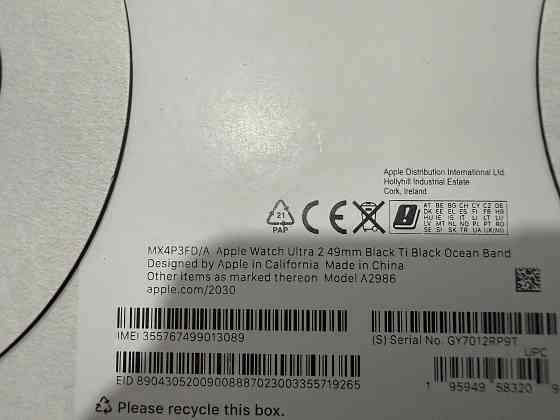 Apple Distribution International Ltd.
Hollyhill Industrial Estate
Cork, Ireland
21
PAP
CE
AT BE BG CH CY CZ DE
DK EE EL ES FI FR HR
HU IE IS IT LI LT LU
LV MT NL NO PL PT RO
SE SI SK TR UA UK(NI)
MX4P3FD/A Apple Watch Ultra 2 49mm Black Ti Black Ocean Band
Designed by Apple in California Made in China
Other items as marked thereon Model A2986
apple.com/2030
IMEI 355767499013089
(S) Serial No. GY7012RP9T
UPC
EID 89043052009008887023003355719265
1 95949 58320 9
Please recycle this box.